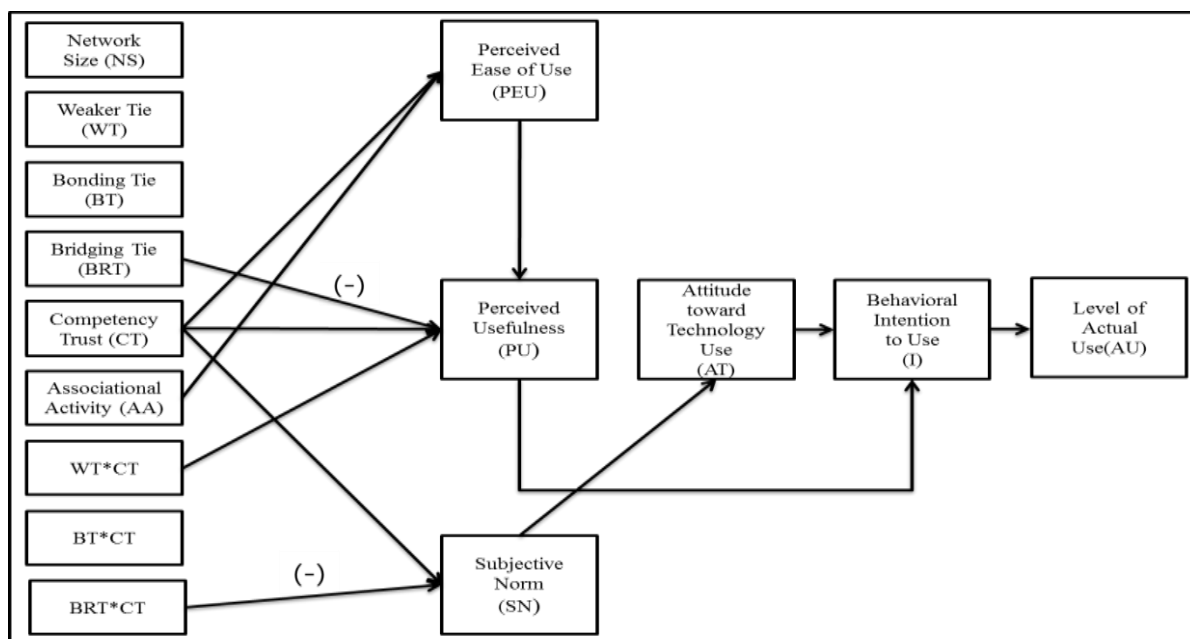 Network
Size (NS)
Weaker Tie
(WT)
Bonding Tie
(BT)
Bridging Tie
(BRT)
Competency
Trust (CT)
Associational
Activity (AA)
WT*CT
BT*CT
BRT*CT
(-)
(-)
Perceived
Ease of Use
(PEU)
Perceived
Usefulness
(PU)
Subjective
Norm
(SN)
Attitude
toward
Technology
Use
(AT)
Behavioral
Intention
to Use
(I)
Level of
Actual
Use(AU)